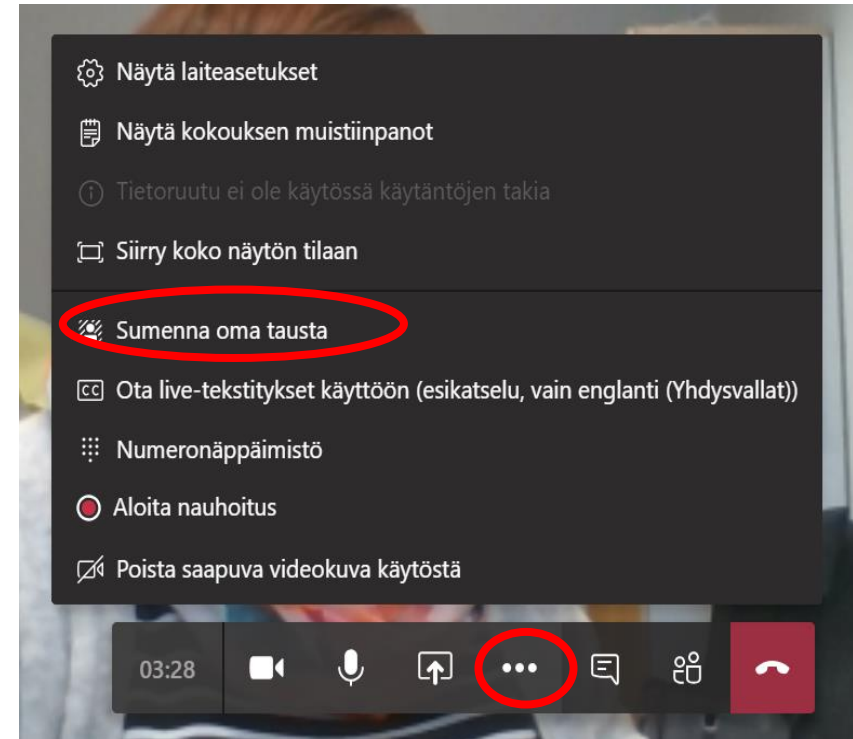 Näytä laiteasetukset
Näytä kokouksen muistiinpanot
Tietoruutu ei ole käytössä käytäntöjen takia
Siirry koko näytön tilaan
Sumenna oma tausta
CC Ota live-tekstitykset käyttöön (esikatselu, vain englanti (Yhdysvallat))
Numeronäppäimistö
Aloita nauhoitus
Poista saapuva videokuva käytöstä
03:28